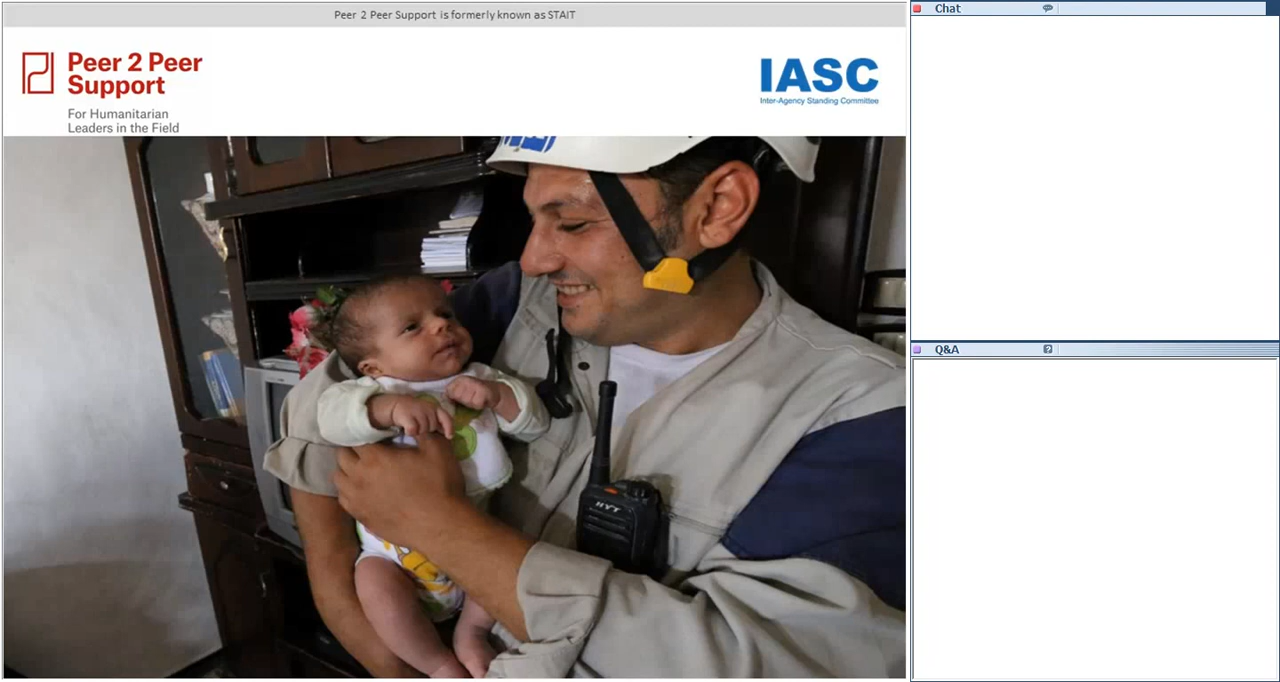 Peer 2 Peer Support is formerly known as STAIT
Peer 2 Peer
Support
For Humanitarian
Leaders in the Field
IASC
Inter-Agency Standing Committee
HYT
Chat
Q&A